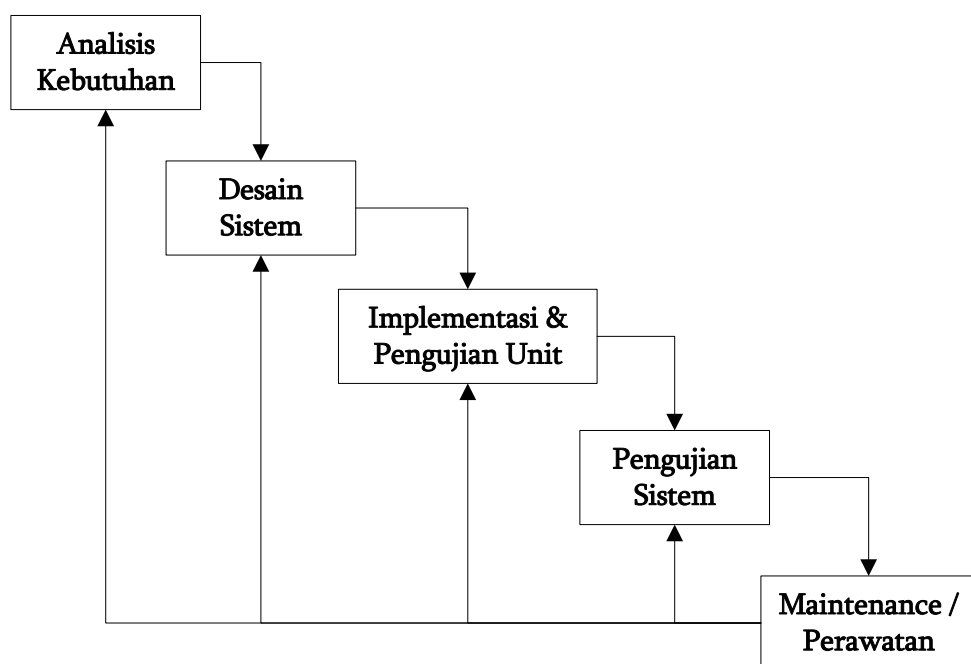 Analisis
Kebutuhan
Desain
Sistem
Implementasi &
Pengujian Unit
Pengujian
Sistem
Maintenance /
Perawatan